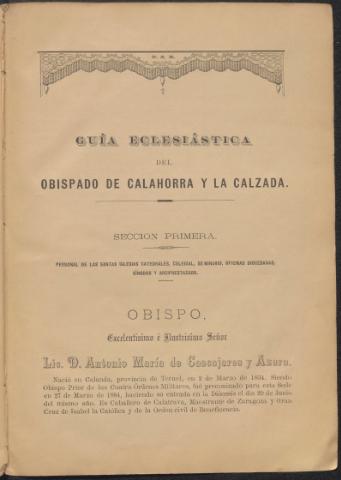 GUÍA ECLESIÁSTICA
DEL
OBISPADO DE CALAHORRA Y LA CALZADA.
SECCION PRIMERA.
PERSONAL DE LAS SANTAS IGLESIAS CATEDRALES, COLEGIAL, SEMINARIO, OFICINAS DIOCESANAS,
SÍNODOS Y ARCIPRESTAZGOS.
OBISPO,
Excelentísimo é Ilustrísimo Señor
Lic. D. Antonio María de Cascajares y Azara.
Nació en Calanda, provincia de Teruel, en 2 de Marzo de 1834. Siendo
Obispo Prior de las Cuatro Órdenes Militares, fué preconizado para esta Sede
en 27 de Marzo de 1884, haciendo su entrada en la Diócesis el dia 29 de Junio
del mismo año. Es Caballero de Calatrava, Maestrante de Zaragoza y Gran
Cruz de Isabel la Católica y de la Orden civil de Beneficencia.